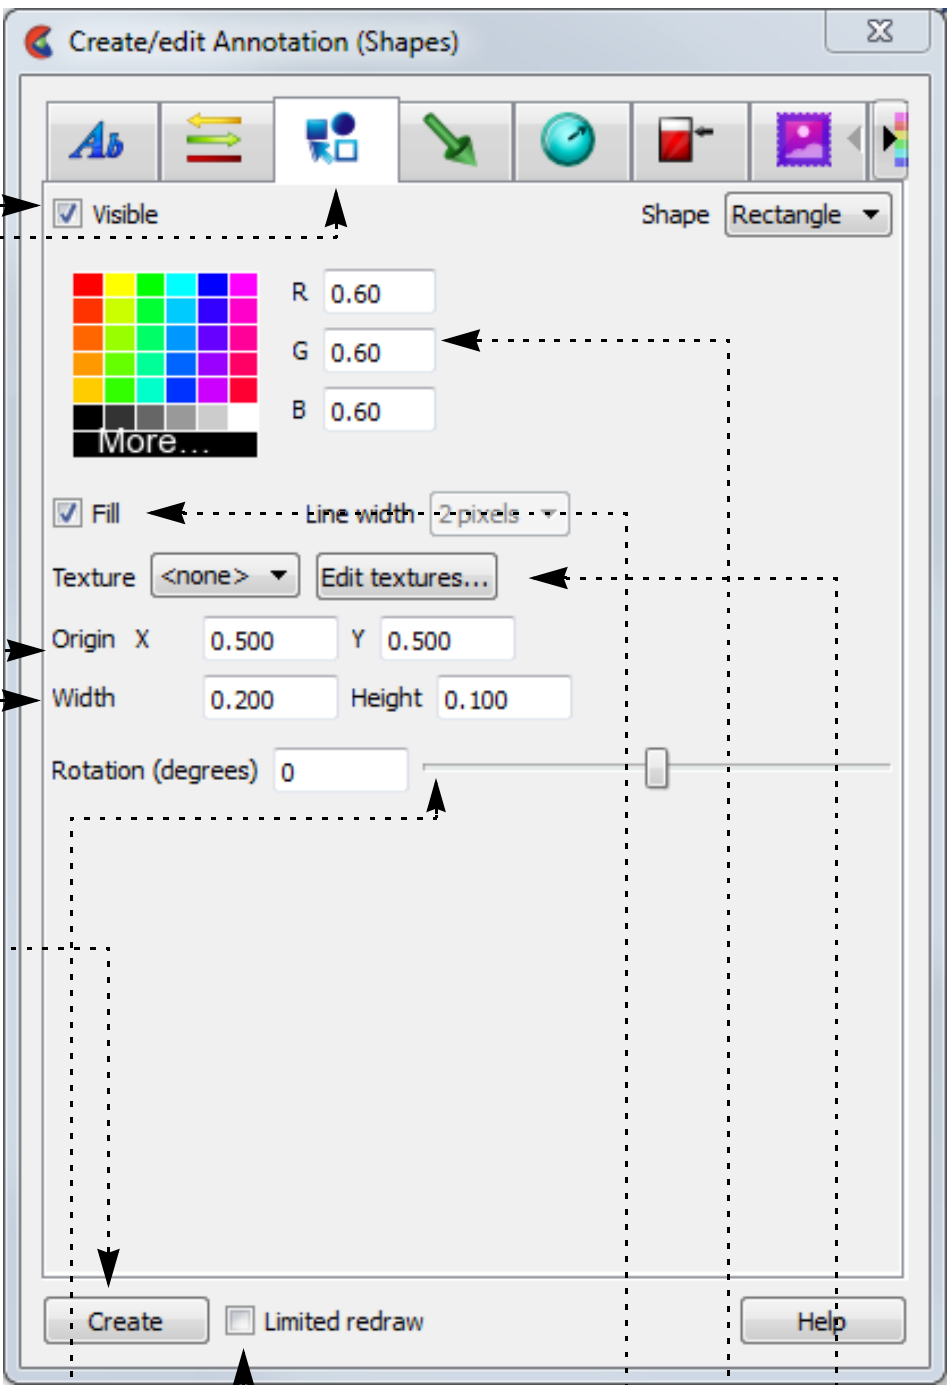 Create/edit Annotation (Shapes)
Ab
Visible
Shape Rectangle
R 0.60
G 0.60
B 0.60
More...
Fill Line width 2 pixels
Texture <none> Edit textures...
Origin X 0.500 Y 0.500
Width 0.200 Height 0.100
Rotation (degrees) 0
Create Limited redraw Help